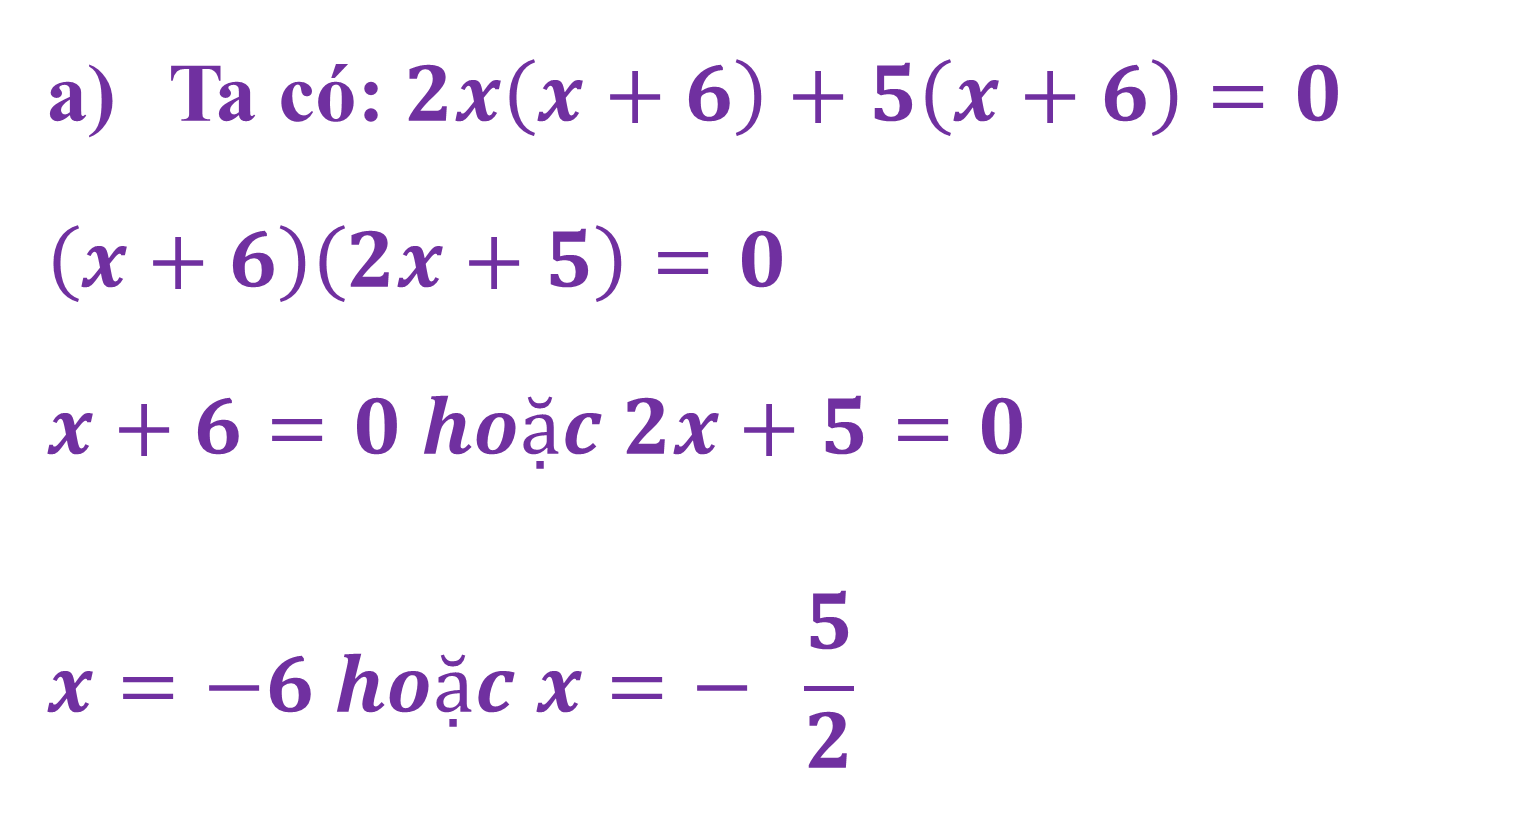 a) Ta có: 2x(x + 6) + 5(x + 6) = 0
(x + 6)(2x + 5) = 0
x + 6 = 0 hoặc 2x + 5 = 0
x = −6 hoặc x = − 5/2